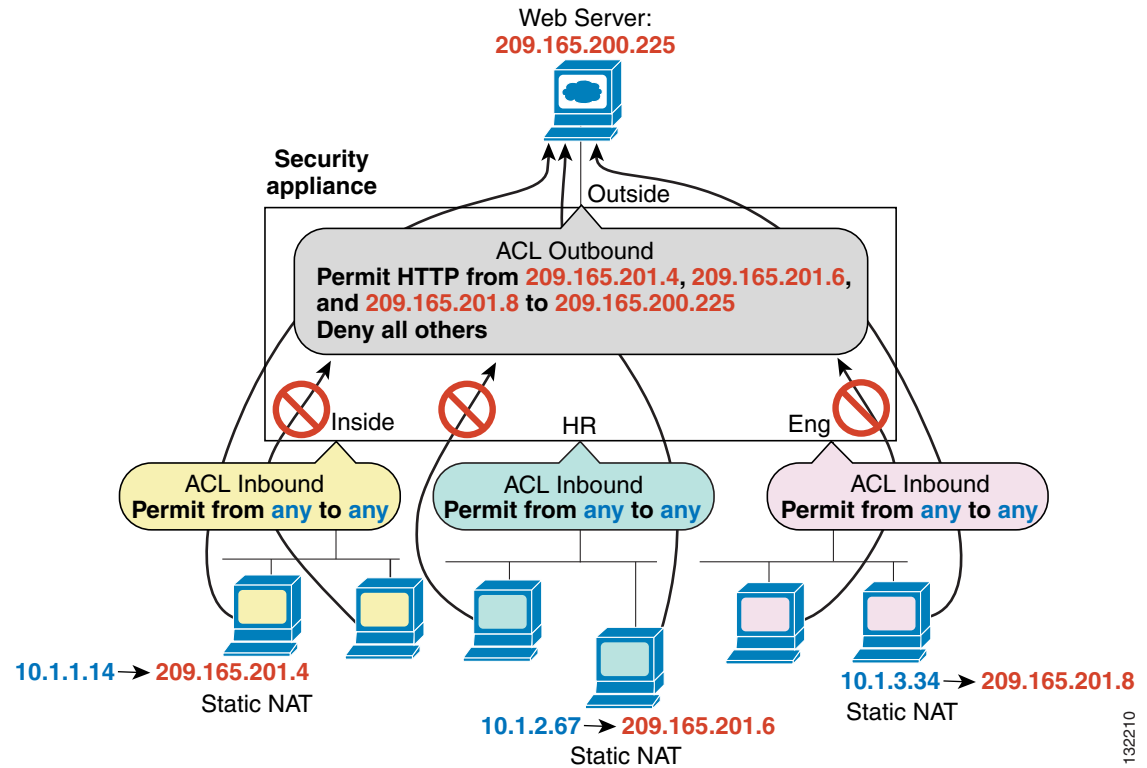 Web Server:
209.165.200.225
Security
appliance
Outside
ACL Outbound
Permit HTTP from 209.165.201.4, 209.165.201.6,
and 209.165.201.8 to 209.165.200.225
Deny all others
Inside
HR
Eng
ACL Inbound
Permit from any to any
ACL Inbound
Permit from any to any
ACL Inbound
Permit from any to any
10.1.1.14 209.165.201.4
Static NAT
10.1.2.67 209.165.201.6
Static NAT
10.1.3.34 209.165.201.8
Static NAT
132210